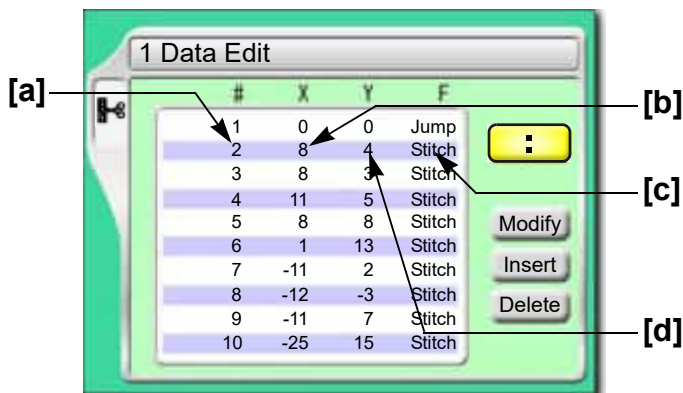 1 Data Edit
[a]
# X Y F
[b]
1 0 0 Jump
:
2 8 4 Stitch
3 8 3 Stitch
[c]
4 11 5 Stitch
5 8 8 Stitch
Modify
6 1 13 Stitch
7 -11 2 Stitch
Insert
8 -12 -3 Stitch
Delete
9 -11 7 Stitch
[d]
10 -25 15 Stitch